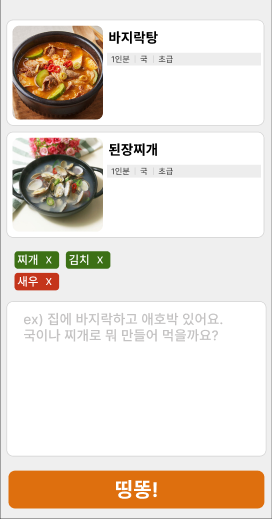 바지락탕
1인분 국 초급
된장찌개
1인분 국 초급
찌개 x 김치 x
새우 x
ex) 집에 바지락하고 애호박 있어요.
국이나 찌개로 뭐 만들어 먹을까요?
띵똥!